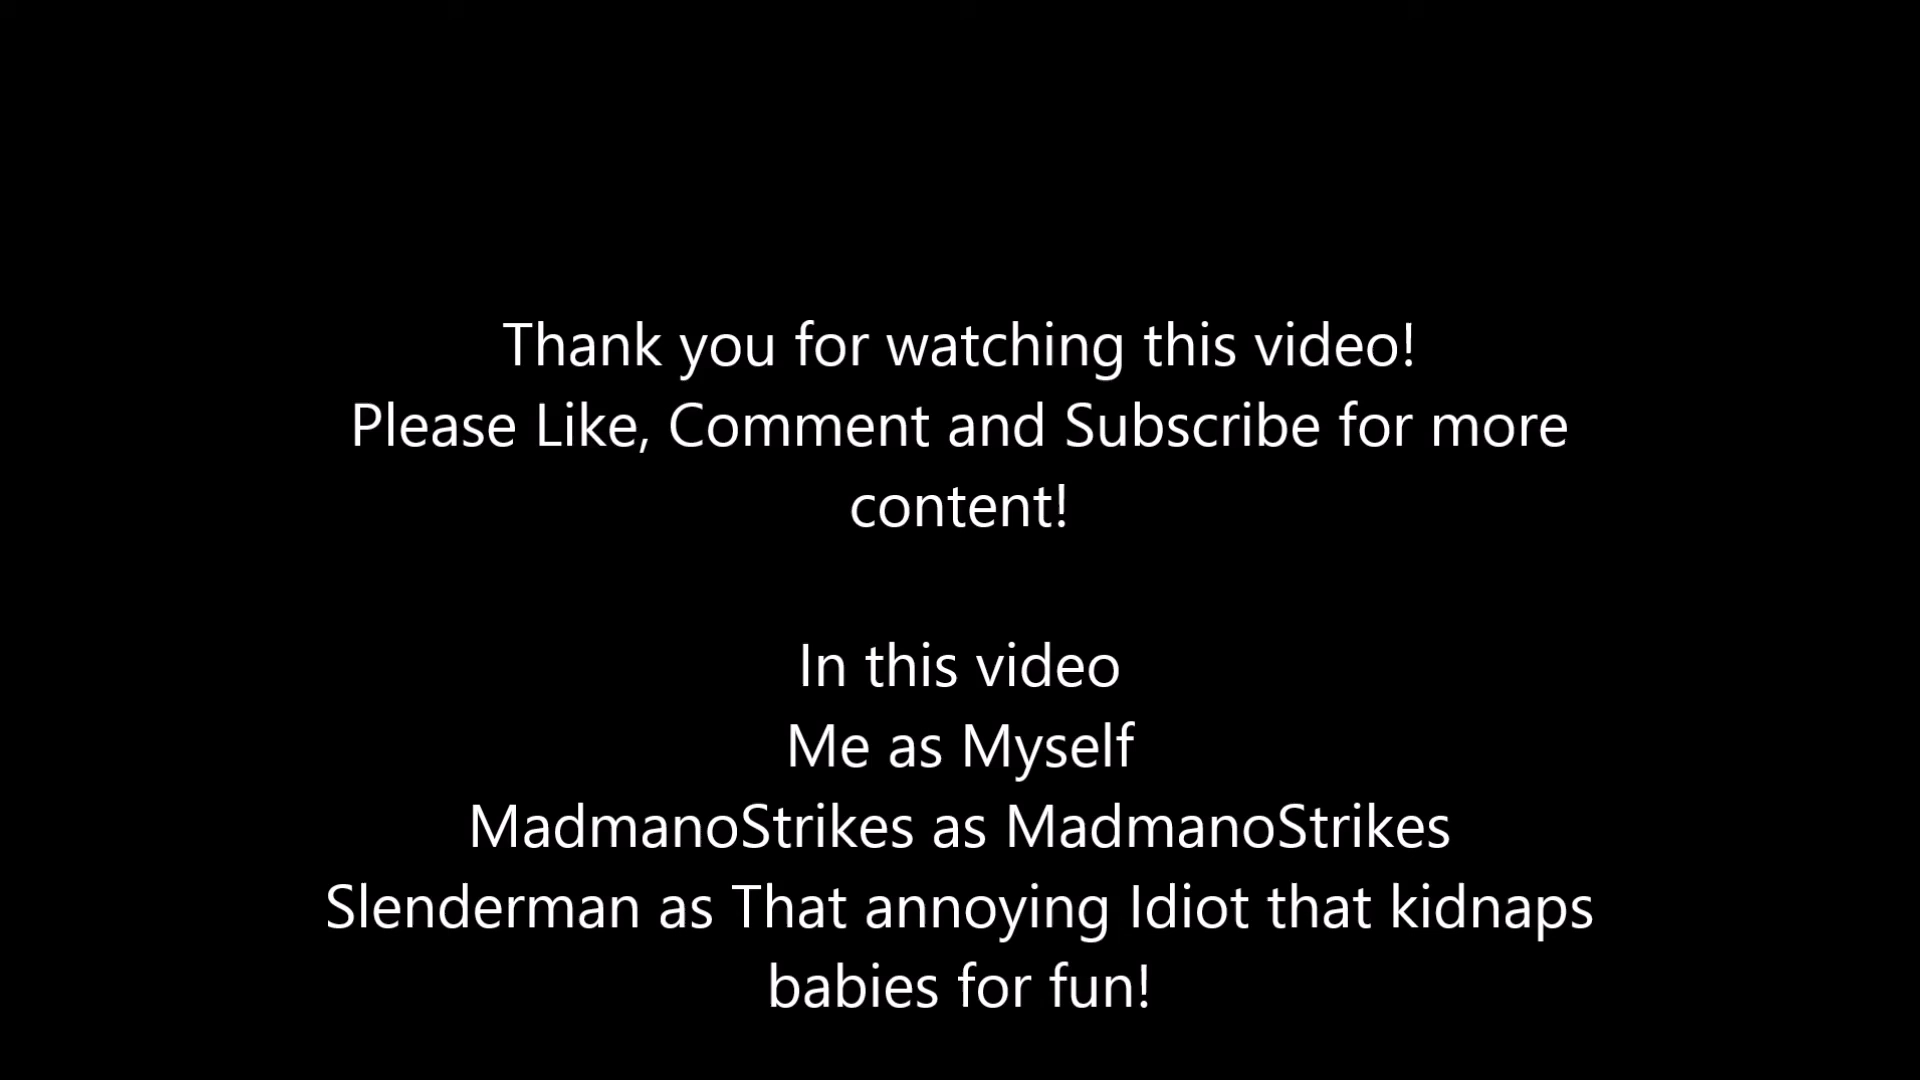 Thank you for watching this video!
Please Like, Comment and Subscribe for more
content!
In this video
Me as Myself
MadmanoStrikes as MadmanoStrikes
Slenderman as That annoying Idiot that kidnaps
babies for fun!